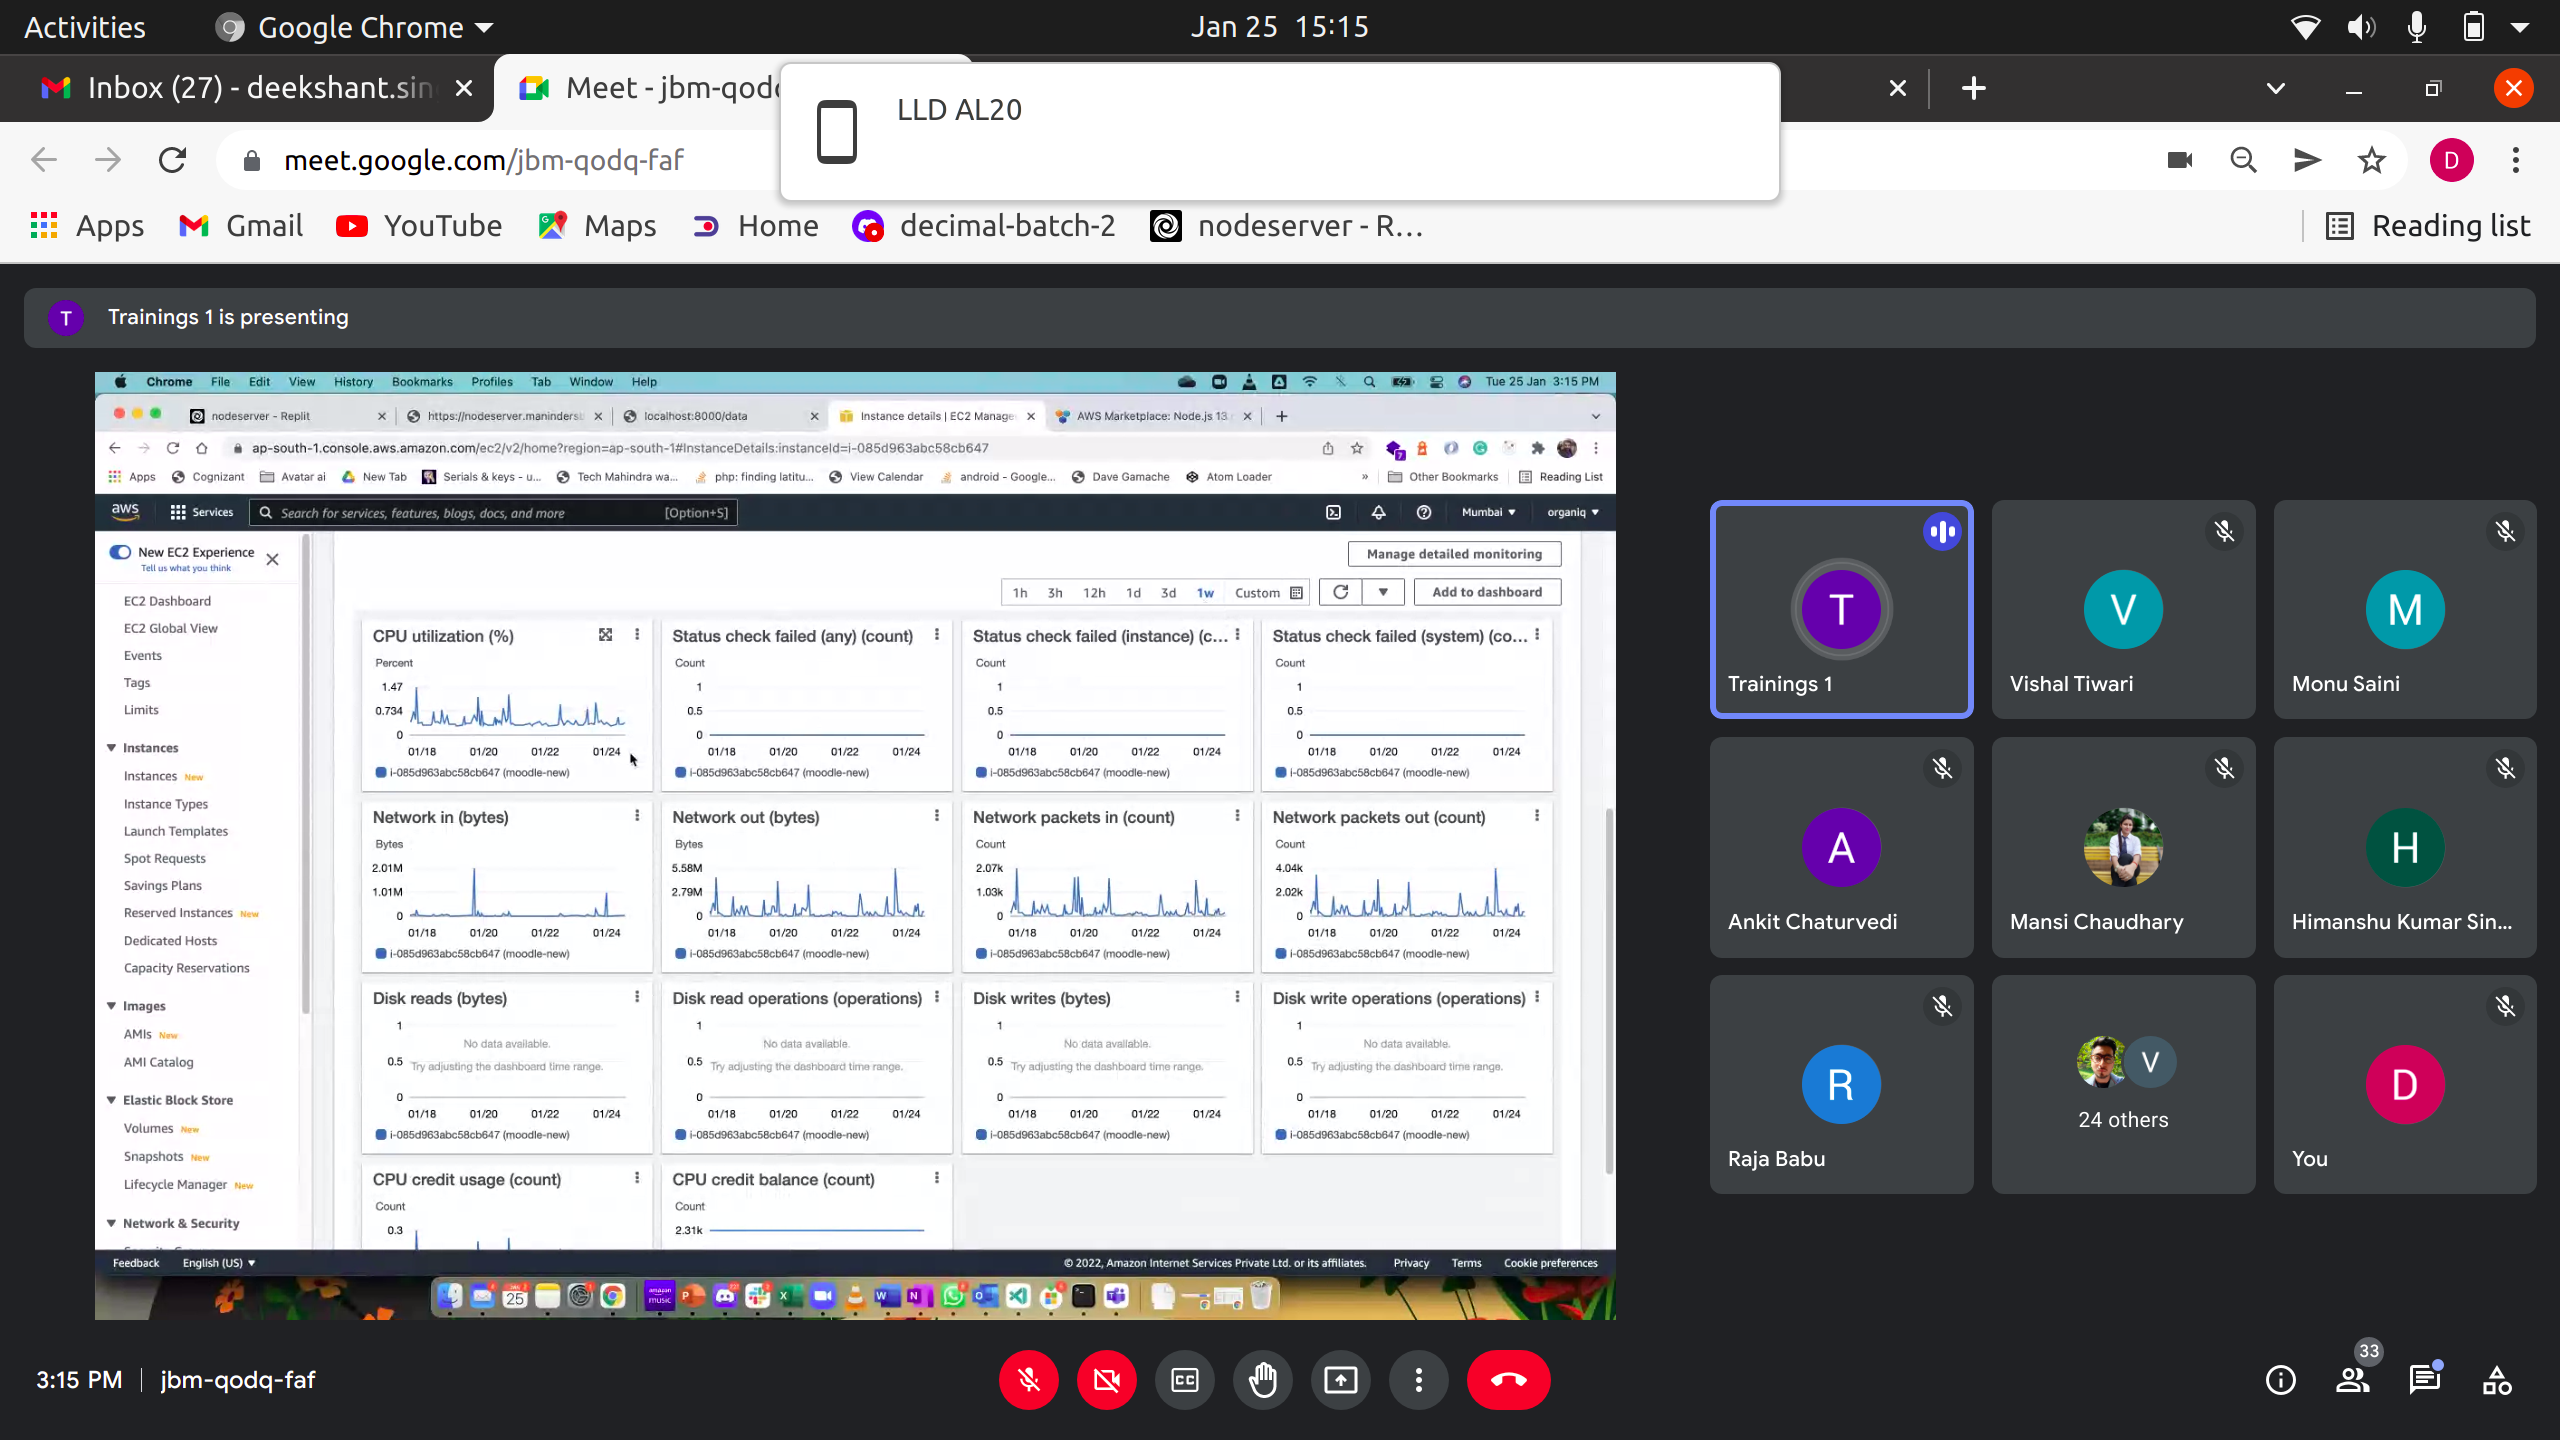 Activities
Google Chrome
Jan 25 15:15
Inbox (27) - deekshant.sin
Meet - jbm-qod
LLD AL20
meet.google.com/jbm-qodq-faf
D
Apps
Gmail
YouTube
Maps
Home
decimal-batch-2
nodeserver - R...
Reading list
T
Trainings 1 is presenting
Chrome File Edit View History Bookmarks Profiles Tab Window Help
Tue 25 Jan 3:15 PM
nodeserver - Replit
https://nodeserver.maninders
localhost:8000/data
Instance details | EC2 Manage
AWS Marketplace: Node.js 13.
ap-south-1.console.aws.amazon.com/ec2/v2/home?region=ap-south-1#InstanceDetails:instanceId=i-085d963abc58cb647
Apps Cognizant Avatar ai New Tab Serials & keys - u... Tech Mahindra wa... php: finding latitu... View Calendar android - Google... Dave Gamache Atom Loader » Other Bookmarks Reading List
aws Services Search for services, features, blogs, docs, and more [Option+S] Mumbai organiq
New EC2 Experience
Tell us what you think
EC2 Dashboard
EC2 Global View
Events
Tags
Limits
Instances
Instances New
Instance Types
Launch Templates
Spot Requests
Savings Plans
Reserved Instances New
Dedicated Hosts
Capacity Reservations
Images
AMIs New
AMI Catalog
Elastic Block Store
Volumes New
Snapshots New
Lifecycle Manager New
Network & Security
Manage detailed monitoring
1h 3h 12h 1d 3d 1w Custom
Add to dashboard
CPU utilization (%)
Percent
1.47
0.734
0
01/18 01/20 01/22 01/24
i-085d963abc58cb647 (moodle-new)
Status check failed (any) (count)
Count
1
0.5
0
01/18 01/20 01/22 01/24
i-085d963abc58cb647 (moodle-new)
Status check failed (instance) (c...
Count
1
0.5
0
01/18 01/20 01/22 01/24
i-085d963abc58cb647 (moodle-new)
Status check failed (system) (co...
Count
1
0.5
0
01/18 01/20 01/22 01/24
i-085d963abc58cb647 (moodle-new)
Network in (bytes)
Bytes
2.01M
1.01M
0
01/18 01/20 01/22 01/24
i-085d963abc58cb647 (moodle-new)
Network out (bytes)
Bytes
5.58M
2.79M
0
01/18 01/20 01/22 01/24
i-085d963abc58cb647 (moodle-new)
Network packets in (count)
Count
2.07k
1.03k
0
01/18 01/20 01/22 01/24
i-085d963abc58cb647 (moodle-new)
Network packets out (count)
Count
4.04k
2.02k
0
01/18 01/20 01/22 01/24
i-085d963abc58cb647 (moodle-new)
Disk reads (bytes)
1
No data available.
0.5 Try adjusting the dashboard time range.
0
01/18 01/20 01/22 01/24
i-085d963abc58cb647 (moodle-new)
Disk read operations (operations)
1
No data available.
0.5 Try adjusting the dashboard time range.
0
01/18 01/20 01/22 01/24
i-085d963abc58cb647 (moodle-new)
Disk writes (bytes)
1
No data available.
0.5 Try adjusting the dashboard time range.
0
01/18 01/20 01/22 01/24
i-085d963abc58cb647 (moodle-new)
Disk write operations (operations)
1
No data available.
0.5 Try adjusting the dashboard time range.
0
01/18 01/20 01/22 01/24
i-085d963abc58cb647 (moodle-new)
CPU credit usage (count)
Count
0.3
CPU credit balance (count)
Count
2.31k
Feedback English (US)
© 2022, Amazon Internet Services Private Ltd. or its affiliates. Privacy Terms Cookie preferences
25
amazon music
T
Trainings 1
V
Vishal Tiwari
M
Monu Saini
A
Ankit Chaturvedi
Mansi Chaudhary
H
Himanshu Kumar Sin...
R
Raja Babu
V
24 others
D
You
3:15 PM | jbm-qodq-faf
CC
33